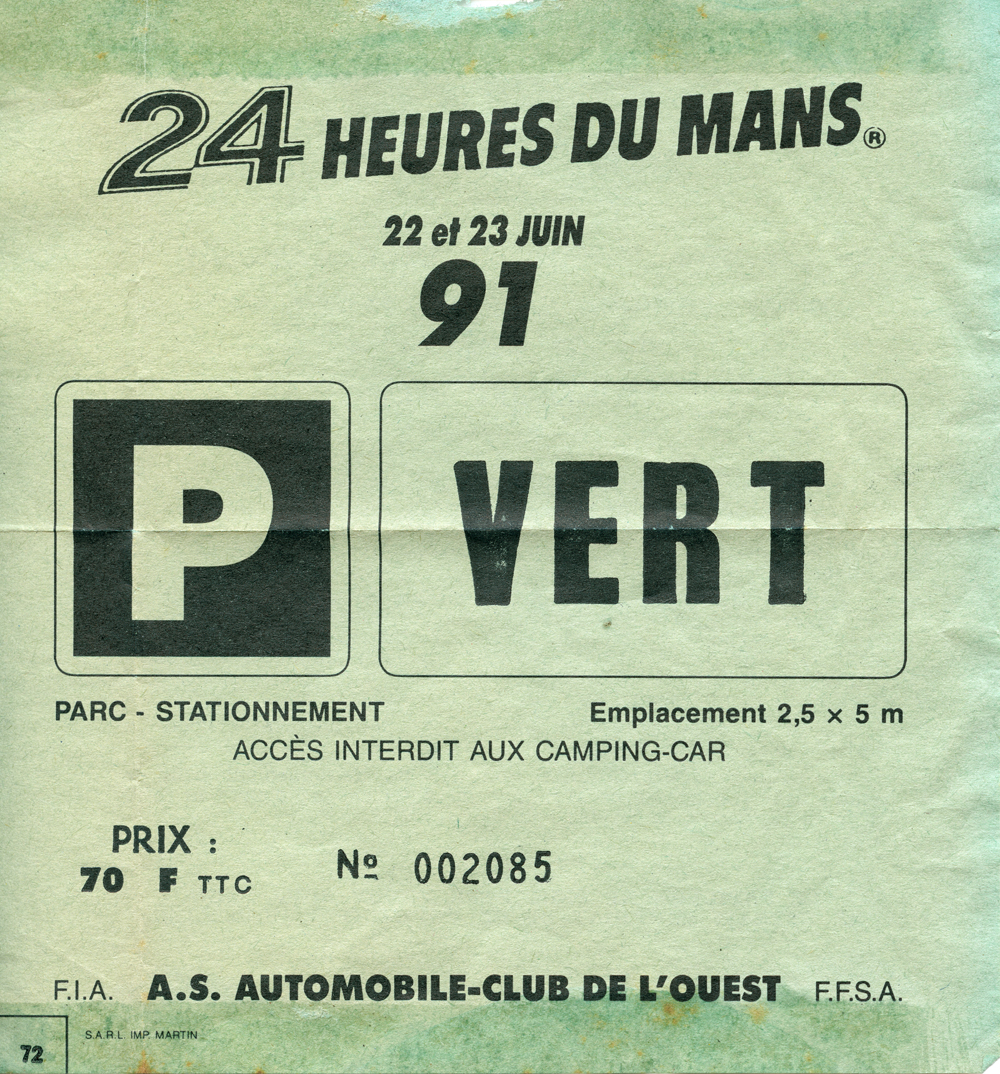 24 HEURES DU MANS®
22 et 23 JUIN
91
P VERT
PARC - STATIONNEMENT Emplacement 2,5 × 5 m
ACCÈS INTERDIT AUX CAMPING-CAR
PRIX :
70 F TTC Nº 002085
F.I.A. A.S. AUTOMOBILE-CLUB DE L'OUEST F.F.S.A.
S.A.R.L. IMP. MARTIN
72